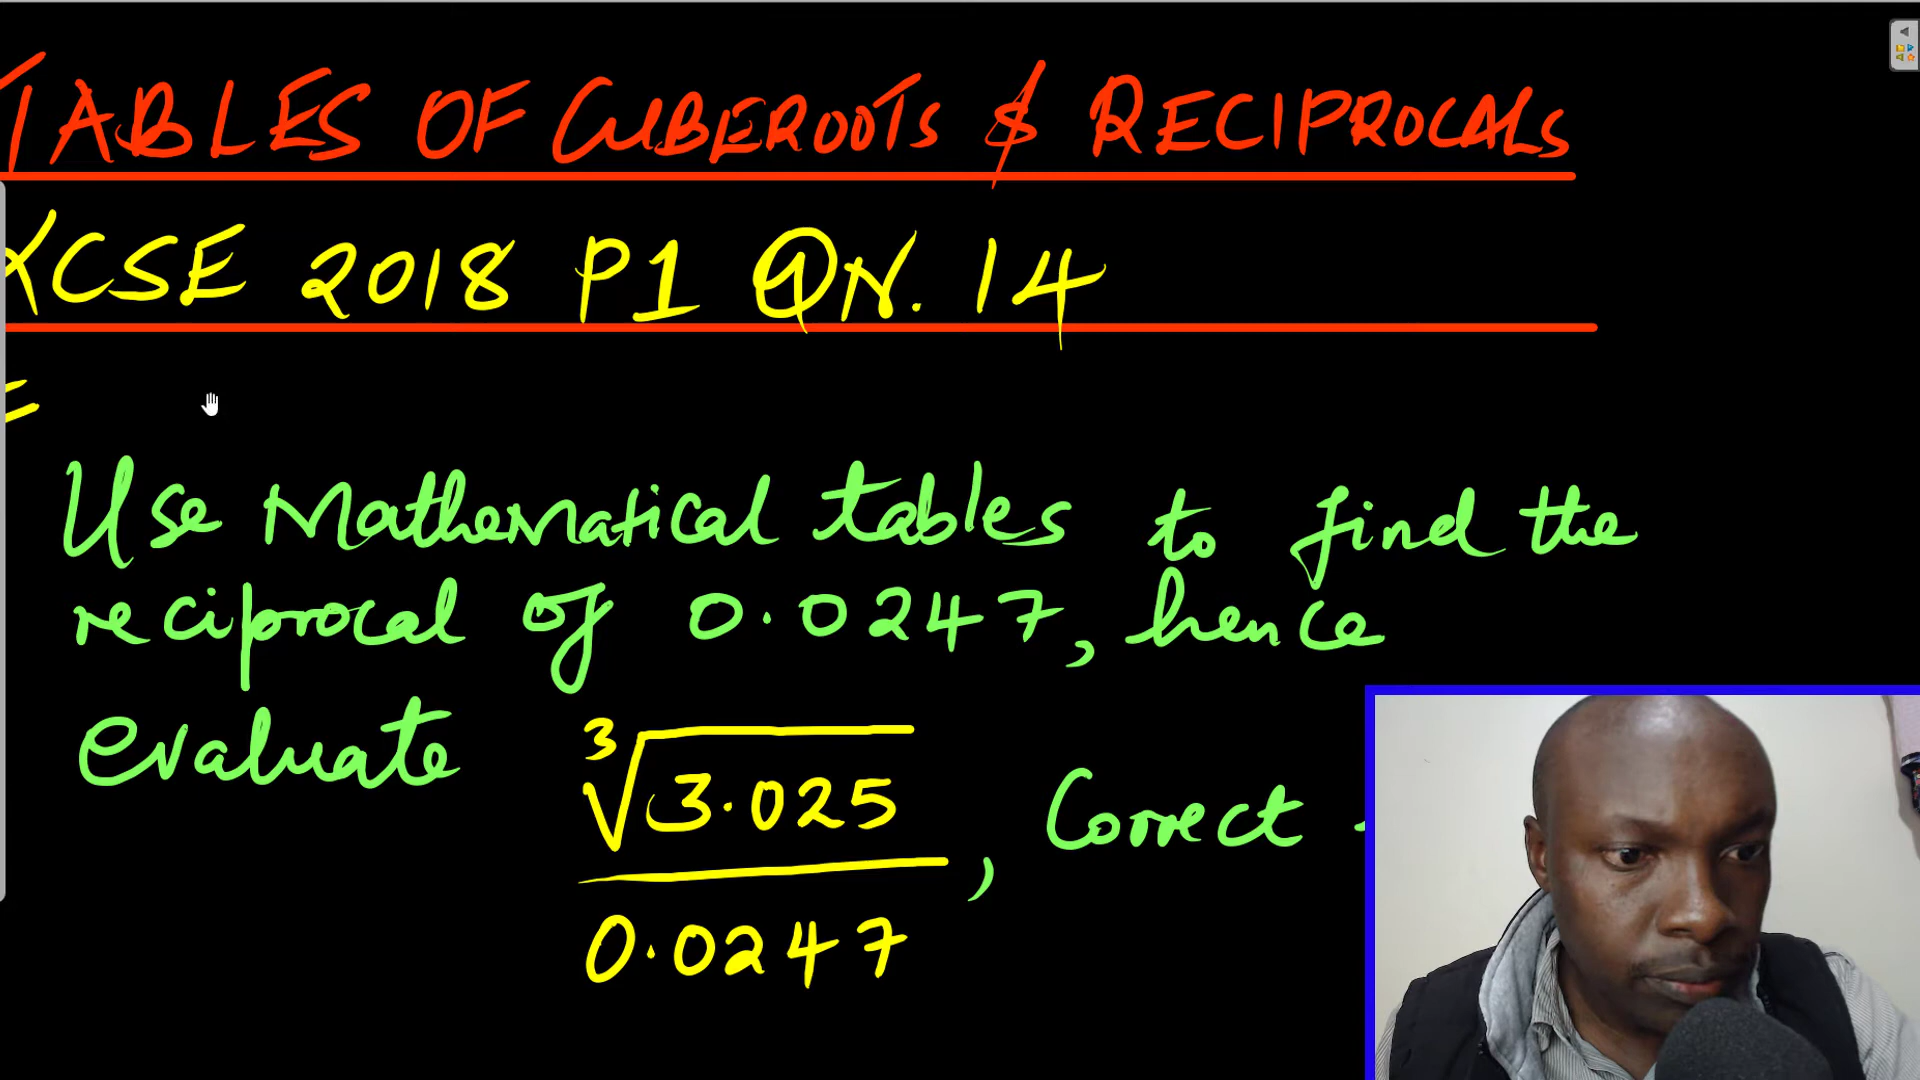 TABLES OF CUBEROOTS & RECIPROCALS
KCSE 2018 P1 QN. 14
=
Use Mathematical tables to find the
reciprocal of 0.0247, hence
evaluate ∛3.025 / 0.0247, Correct